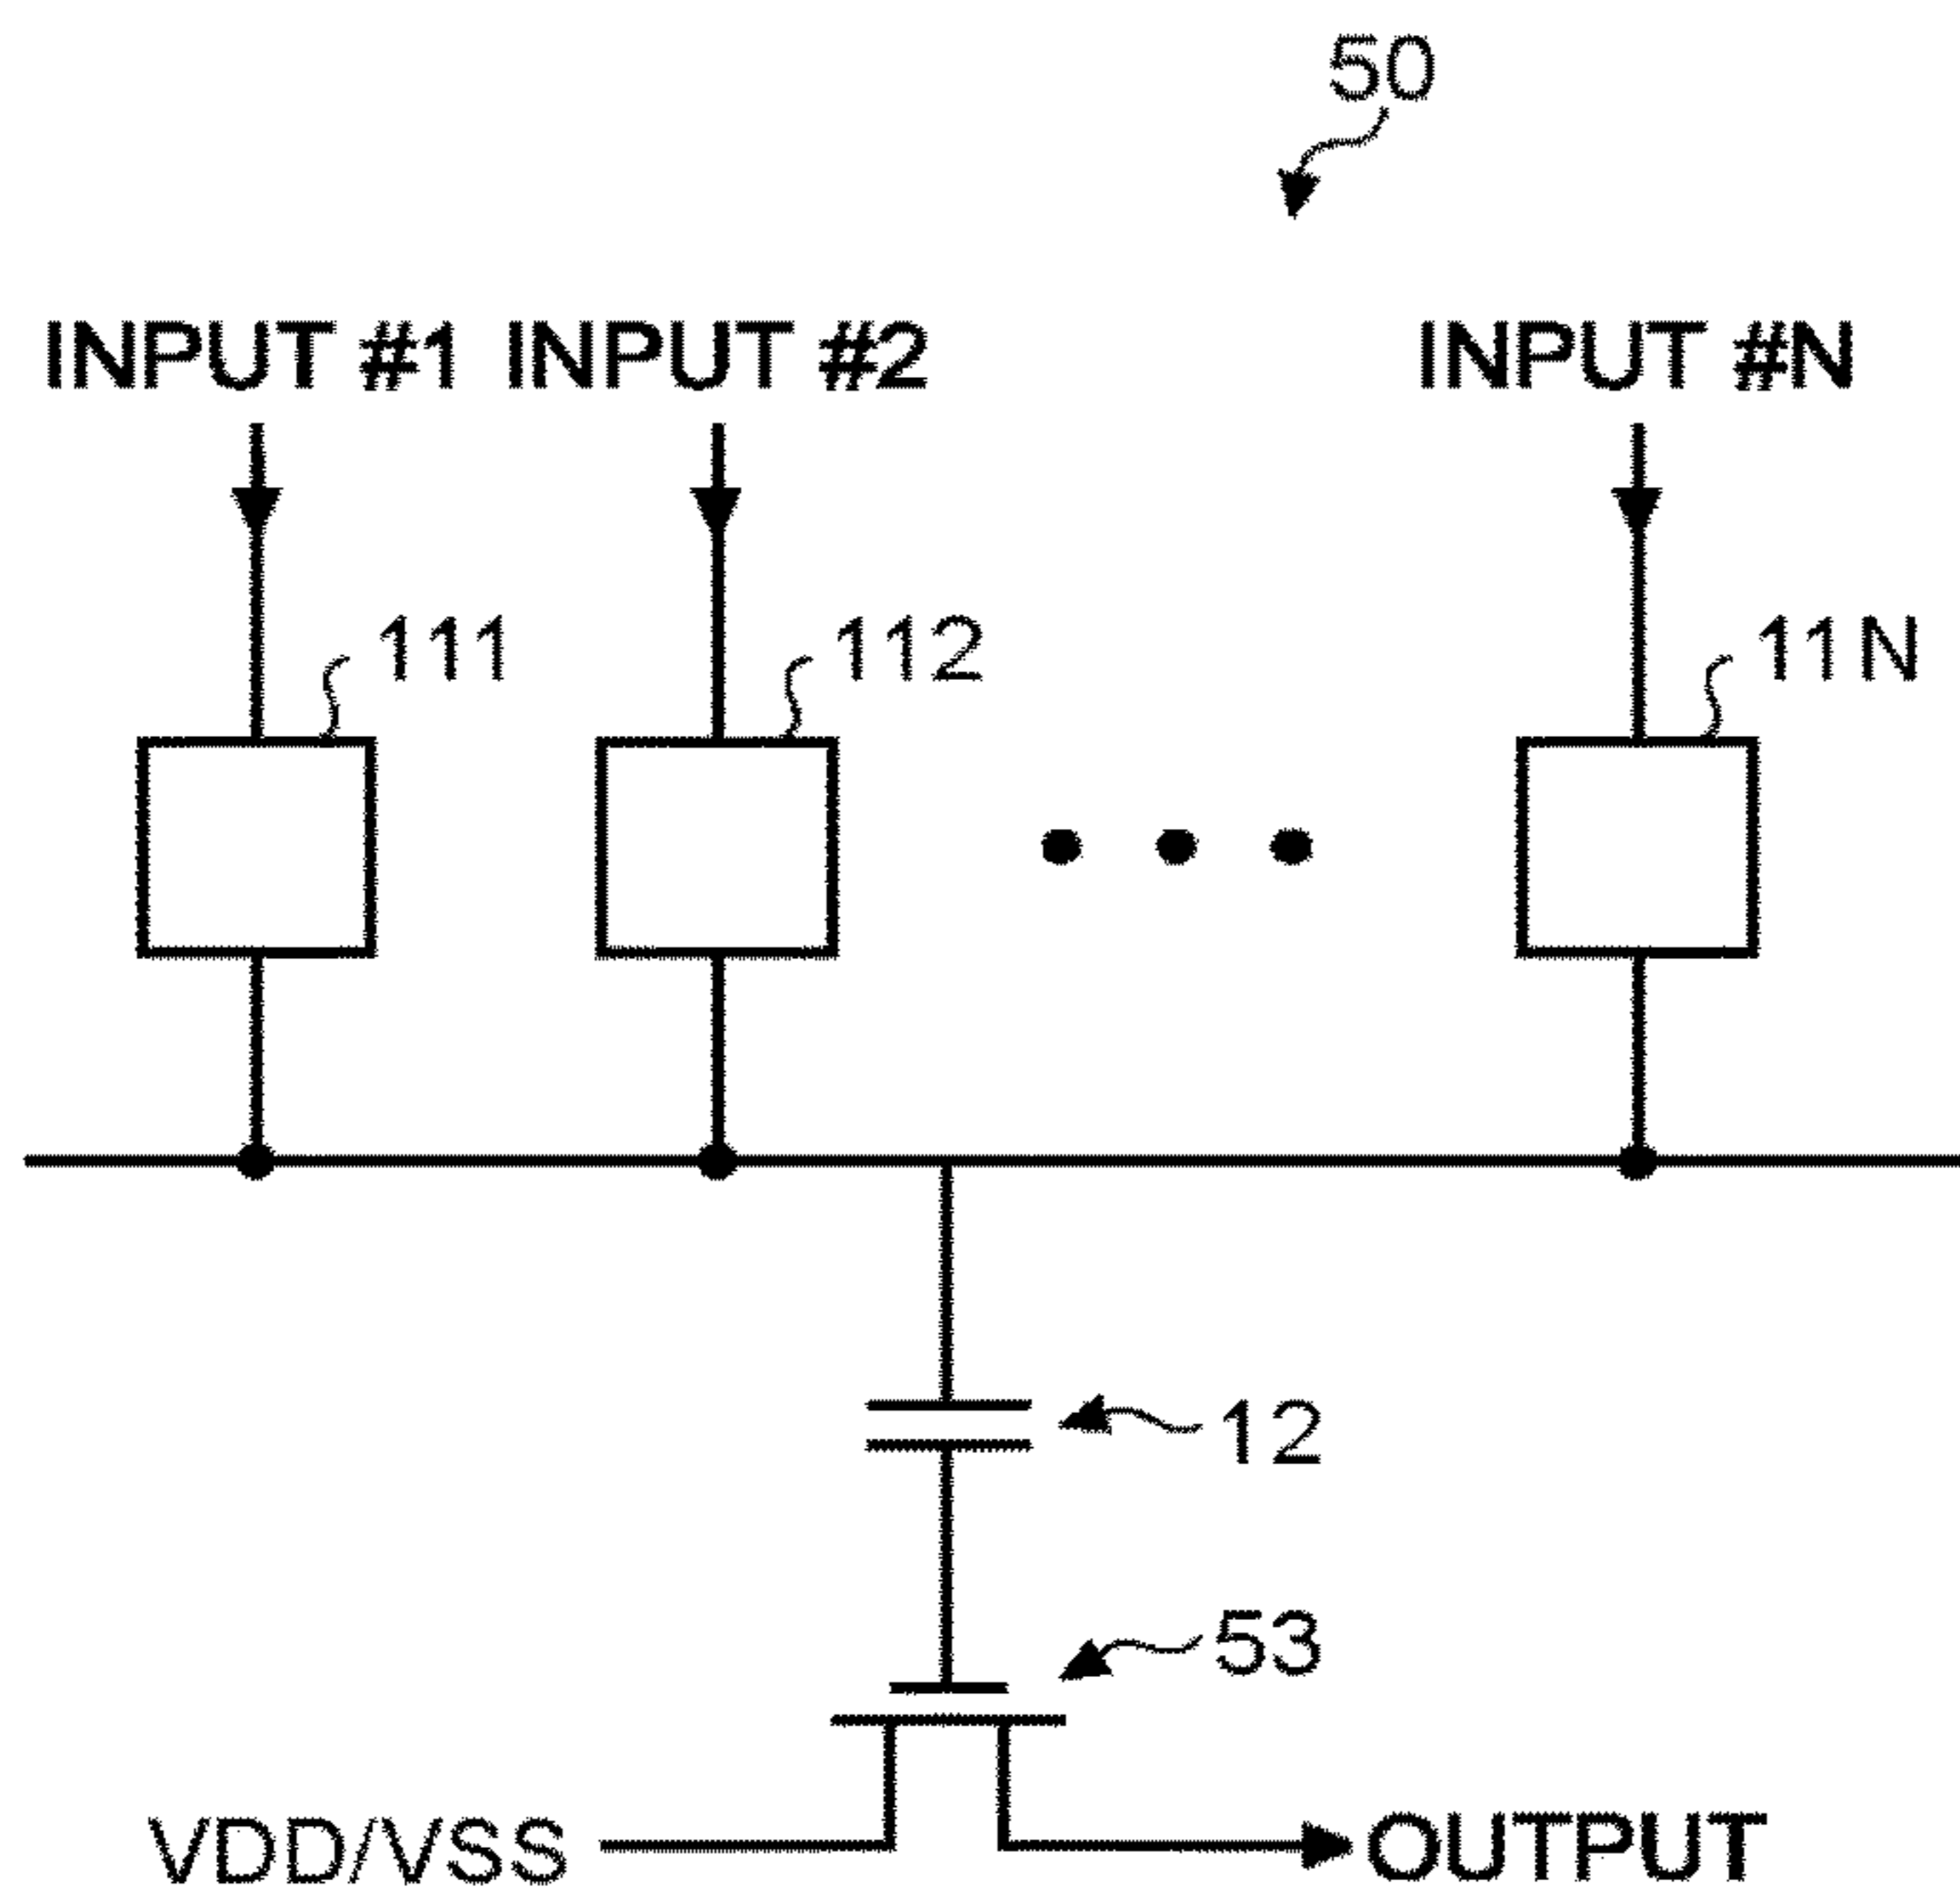 50
INPUT #1 INPUT #2 INPUT #N
111 112 11N
12
53
VDD/VSS OUTPUT